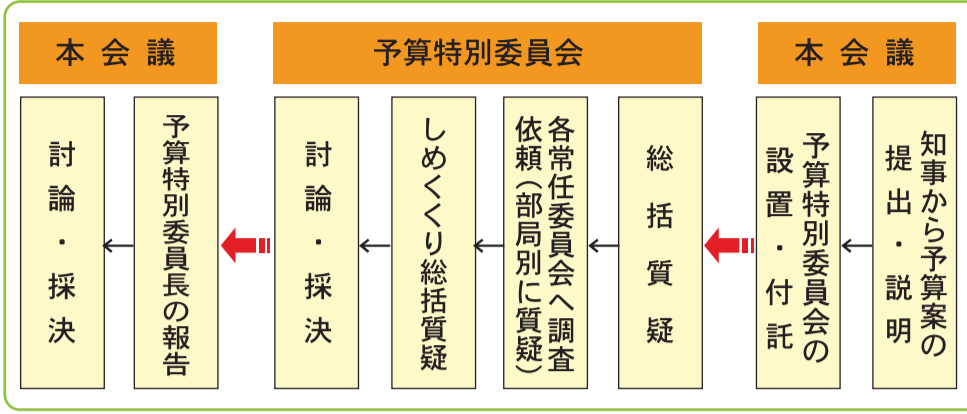 本会議
知事から予算案の
提出・説明
予算特別委員会の
設置・付託
予算特別委員会
総括質疑
各常任委員会へ調査
依頼(部局別に質疑)
しめくくり総括質疑
討論・採決
本会議
予算特別委員長の報告
討論・採決